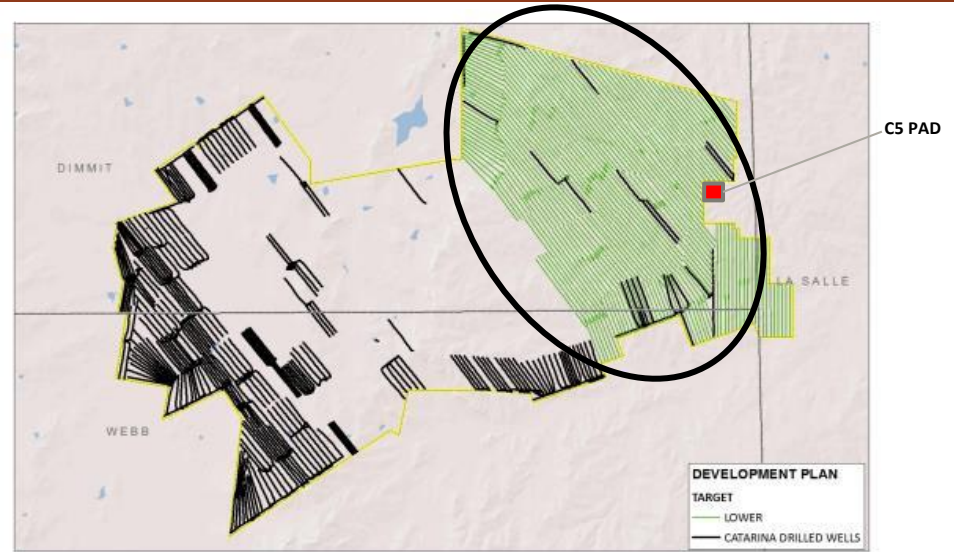 C5 PAD
DIMMIT
LA SALLE
WEBB
DEVELOPMENT PLAN
TARGET
LOWER
CATARINA DRILLED WELLS